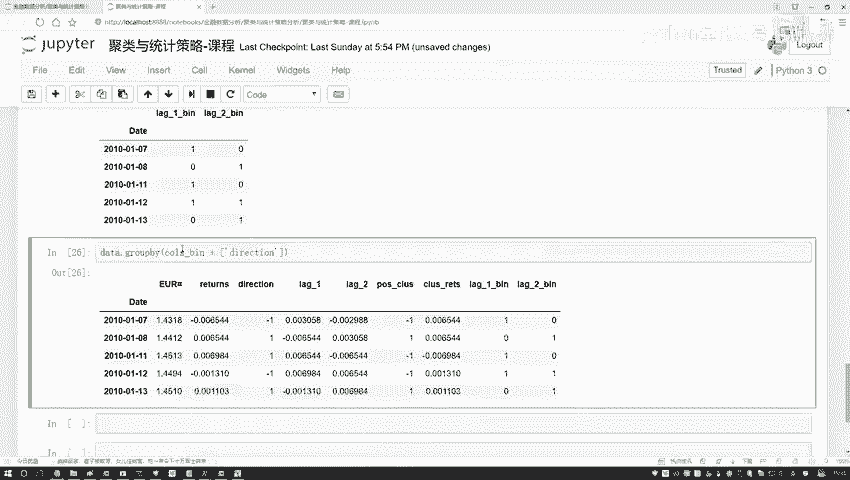 聚类与统计策略-课程
http://localhost:8888/notebooks/金融数据分析/聚类与统计策略-课程.ipynb
jupyter 聚类与统计策略-课程 Last Checkpoint: Last Sunday at 5:54 PM (unsaved changes)
Logout
File Edit View Insert Cell Kernel Widgets Help
Trusted Python 3
Code
lag_1_bin lag_2_bin
Date
2010-01-07 1 0
2010-01-08 0 1
2010-01-11 1 0
2010-01-12 1 1
2010-01-13 0 1
In [26]: data.groupby(cols_bin + ['direction'])
Out[26]:
EUR= returns direction lag_1 lag_2 pos_clus clus_rets lag_1_bin lag_2_bin
Date
2010-01-07 1.4318 -0.006544 -1 0.003058 -0.002988 -1 0.006544 1 0
2010-01-08 1.4412 0.006544 1 -0.006544 0.003058 1 0.006544 0 1
2010-01-11 1.4513 0.006984 1 0.006544 -0.006544 -1 -0.006984 1 0
2010-01-12 1.4494 -0.001310 -1 0.006984 0.006544 -1 0.001310 1 1
2010-01-13 1.4510 0.001103 1 -0.001310 0.006984 1 0.001103 0 1
In [ ]:
In [ ]: